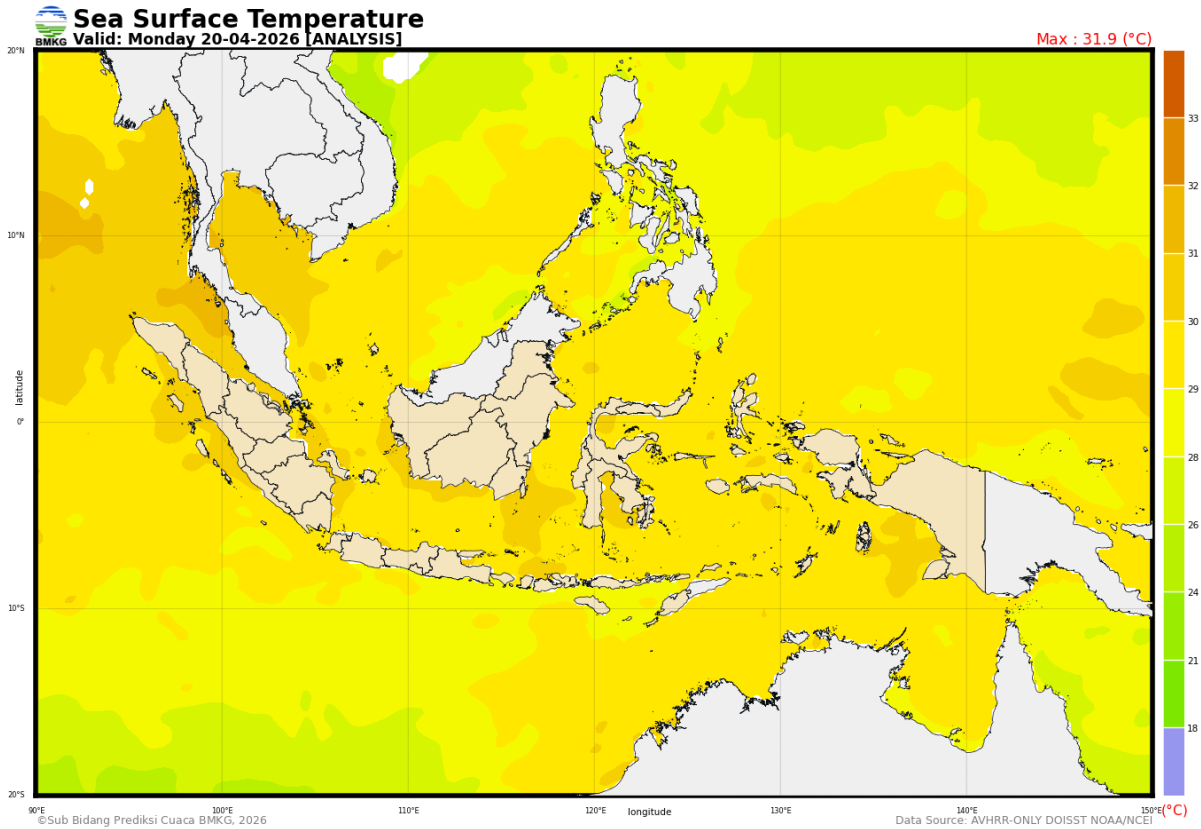 Sea Surface Temperature
BMKG
Valid: Monday 20-04-2026 [ANALYSIS]
Max : 31.9 (°C)
20°N
10°N
0°
10°S
20°S
latitude
33
32
31
30
29
28
26
24
21
18
90°E
100°E
110°E
120°E
130°E
140°E
150°E
longitude
(°C)
©Sub Bidang Prediksi Cuaca BMKG, 2026
Data Source: AVHRR-ONLY DOISST NOAA/NCEI